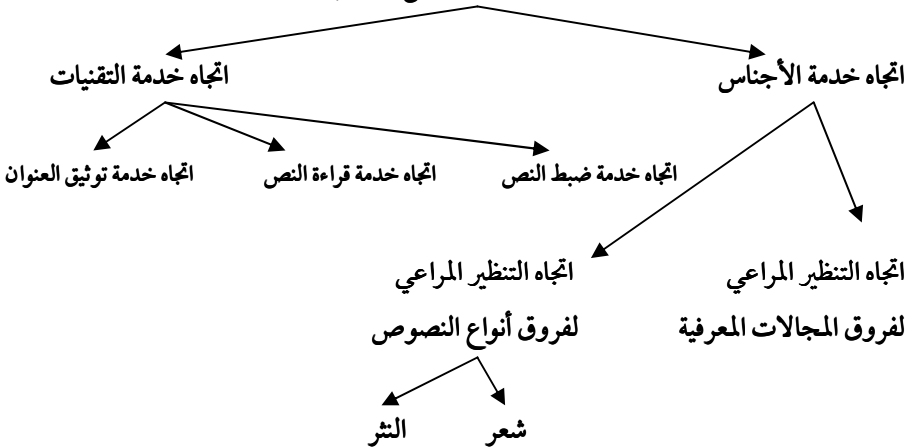 اتجاه خدمة الأجناس
اتجاه خدمة التقنيات
اتجاه خدمة ضبط النص
اتجاه خدمة قراءة النص
اتجاه خدمة توثيق العنوان
اتجاه التنظير المراعي
لفروق المجالات المعرفية
اتجاه التنظير المراعي
لفروق أنواع النصوص
شعر
النثر